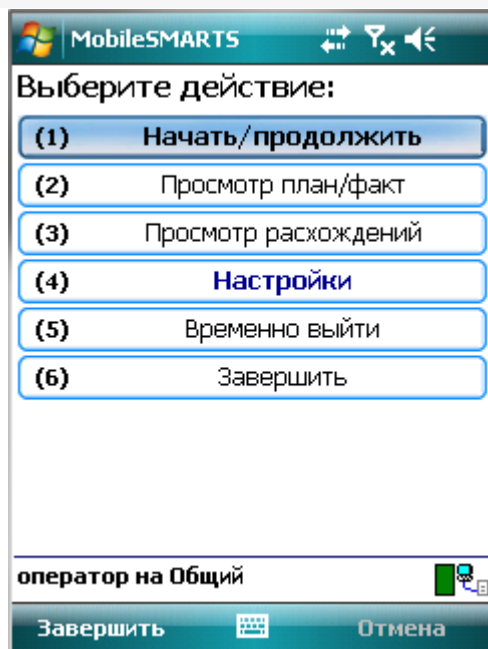 MobileSMARTS
Выберите действие:
(1) Начать/продолжить
(2) Просмотр план/факт
(3) Просмотр расхождений
(4) Настройки
(5) Временно выйти
(6) Завершить
оператор на Общий
Завершить Отмена